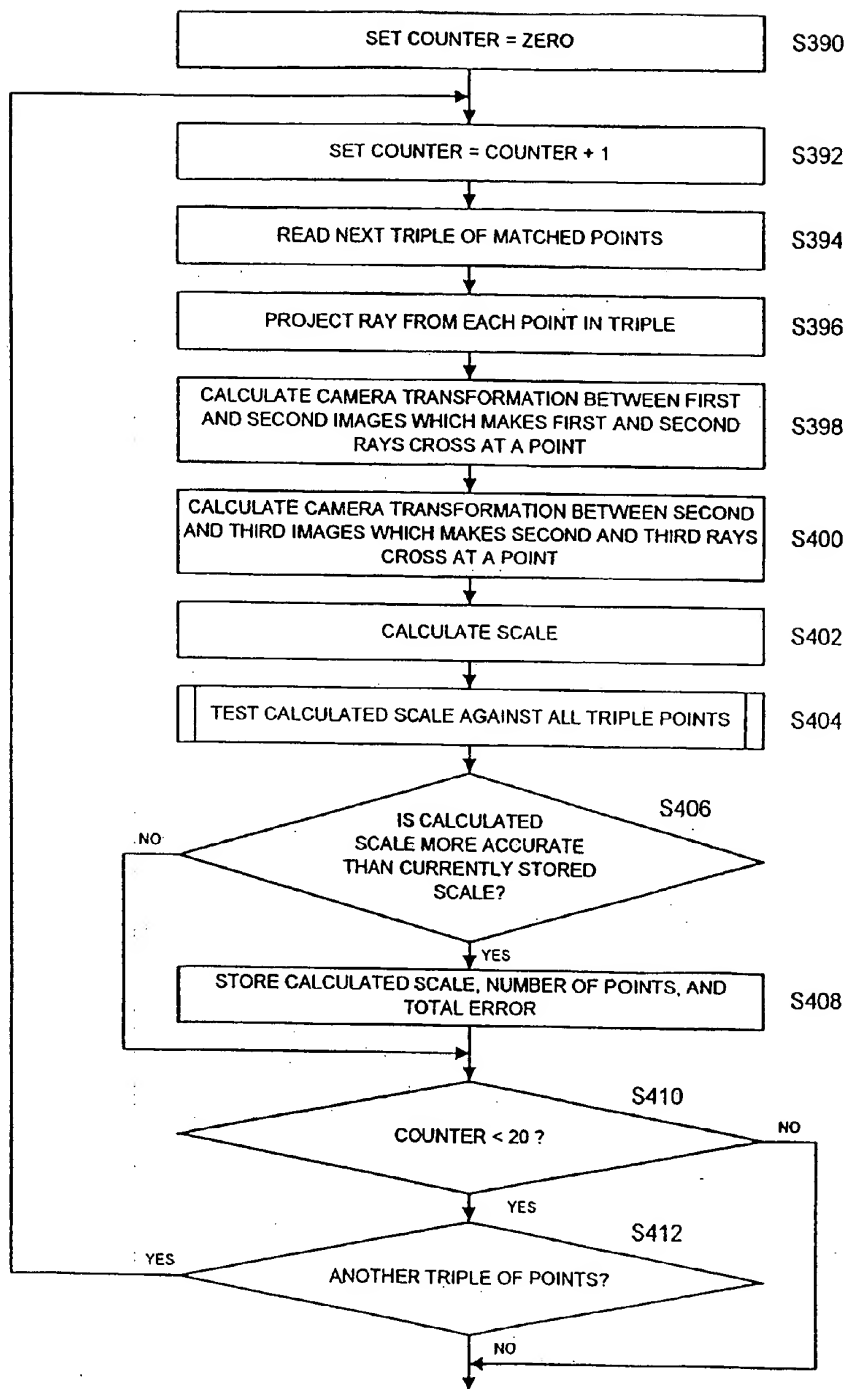 SET COUNTER = ZERO
S390
SET COUNTER = COUNTER + 1
S392
READ NEXT TRIPLE OF MATCHED POINTS
S394
PROJECT RAY FROM EACH POINT IN TRIPLE
S396
CALCULATE CAMERA TRANSFORMATION BETWEEN FIRST
AND SECOND IMAGES WHICH MAKES FIRST AND SECOND
RAYS CROSS AT A POINT
S398
CALCULATE CAMERA TRANSFORMATION BETWEEN SECOND
AND THIRD IMAGES WHICH MAKES SECOND AND THIRD RAYS
CROSS AT A POINT
S400
CALCULATE SCALE
S402
TEST CALCULATED SCALE AGAINST ALL TRIPLE POINTS
S404
S406
IS CALCULATED
SCALE MORE ACCURATE
THAN CURRENTLY STORED
SCALE?
NO
YES
STORE CALCULATED SCALE, NUMBER OF POINTS, AND
TOTAL ERROR
S408
S410
COUNTER < 20 ?
NO
YES
S412
YES
ANOTHER TRIPLE OF POINTS?
NO